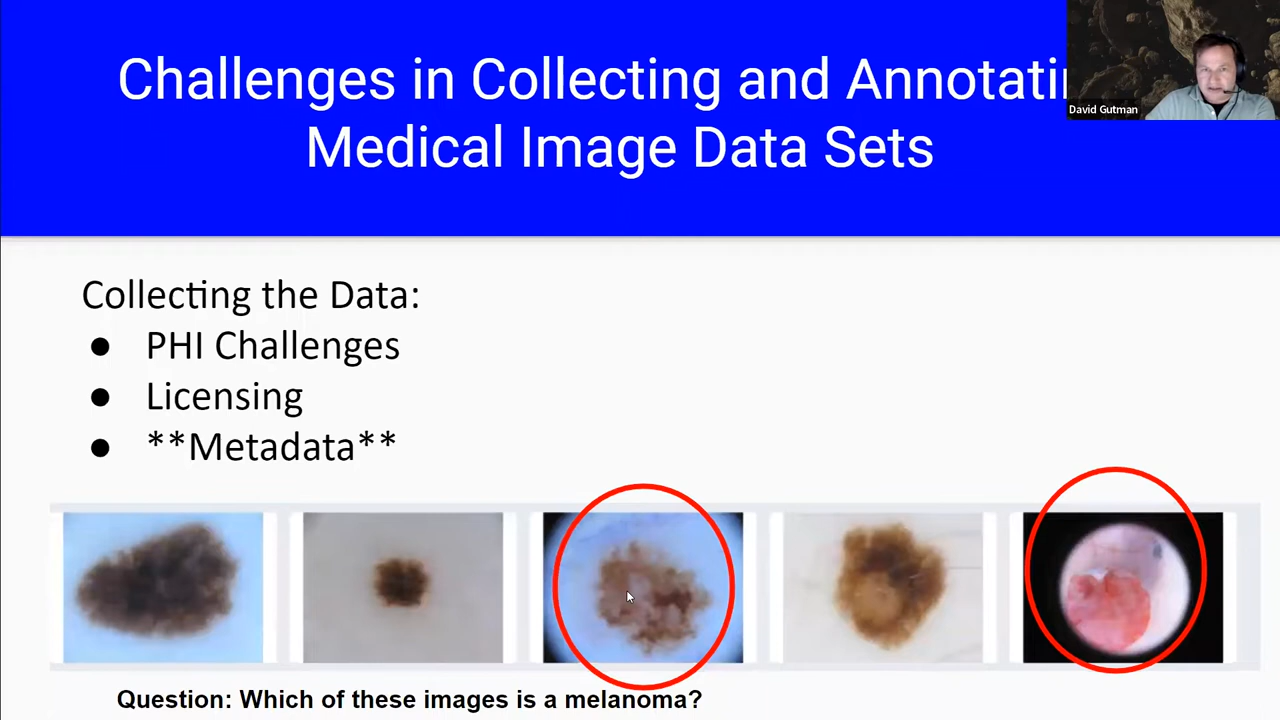 Challenges in Collecting and Annotatin
Medical Image Data Sets
David Gutman
Collecting the Data:
● PHI Challenges
● Licensing
● **Metadata**
Question: Which of these images is a melanoma?